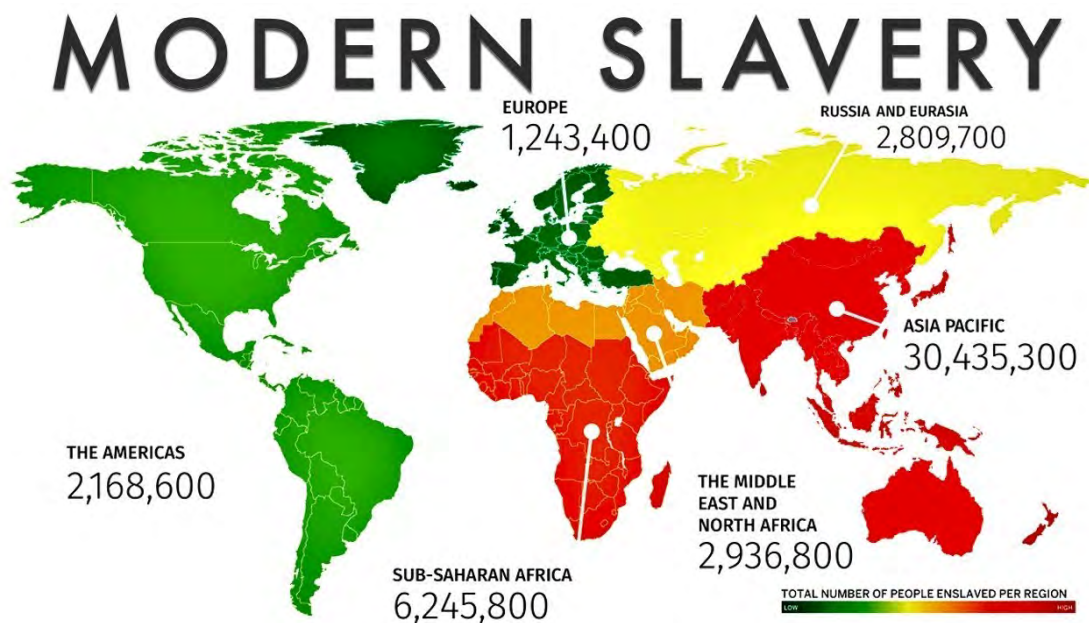 MODERN SLAVERY
EUROPE
1,243,400
RUSSIA AND EURASIA
2,809,700
ASIA PACIFIC
30,435,300
THE AMERICAS
2,168,600
THE MIDDLE
EAST AND
NORTH AFRICA
2,936,800
SUB-SAHARAN AFRICA
6,245,800
TOTAL NUMBER OF PEOPLE ENSLAVED PER REGION
LOW HIGH